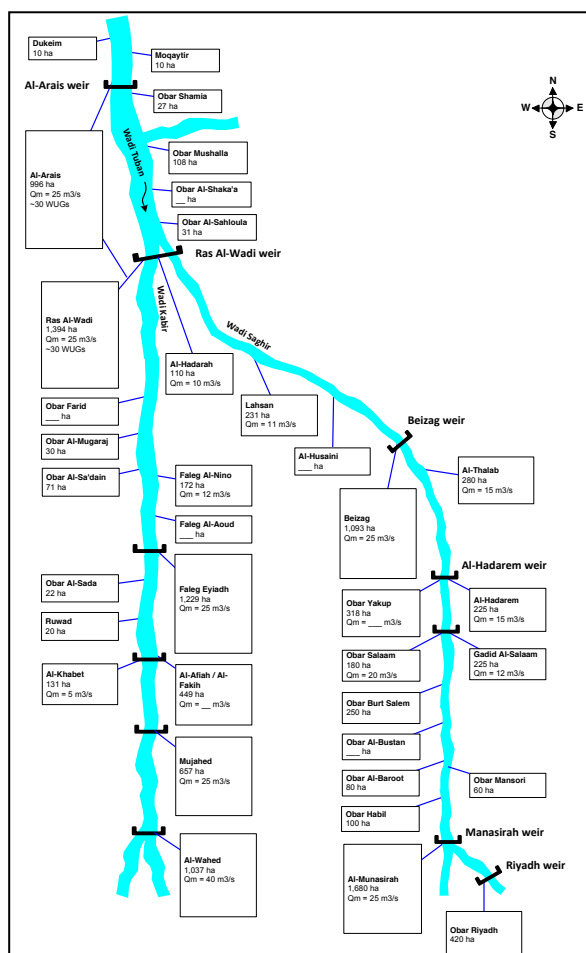 Dukeim
10 ha
Moqaytir
10 ha
Al-Arais weir
Obar Shamia
27 ha
N
W
E
S
Wadi Tuban
Obar Mushalla
108 ha
Al-Arais
996 ha
Qm = 25 m3/s
~30 WUGs
Obar Al-Shaka'a
__ ha
Obar Al-Sahloula
31 ha
Ras Al-Wadi weir
Wadi Kabir
Wadi Saghir
Ras Al-Wadi
1,394 ha
Qm = 25 m3/s
~30 WUGs
Al-Hadarah
110 ha
Qm = 10 m3/s
Lahsan
231 ha
Qm = 11 m3/s
Obar Farid
___ ha
Beizag weir
Obar Al-Mugaraj
30 ha
Al-Husaini
___ ha
Al-Thalab
280 ha
Qm = 15 m3/s
Obar Al-Sa'dain
71 ha
Faleg Al-Nino
172 ha
Qm = 12 m3/s
Beizag
1,093 ha
Qm = 25 m3/s
Faleg Al-Aoud
___ ha
Al-Hadarem weir
Obar Al-Sada
22 ha
Faleg Eyiadh
1,229 ha
Qm = 25 m3/s
Obar Yakup
318 ha
Qm = ___ m3/s
Al-Hadarem
225 ha
Qm = 15 m3/s
Ruwad
20 ha
Obar Salaam
180 ha
Qm = 20 m3/s
Gadid Al-Salaam
225 ha
Qm = 12 m3/s
Al-Khabet
131 ha
Qm = 5 m3/s
Al-Afiah / Al-
Fakih
449 ha
Qm = __ m3/s
Obar Burt Salem
250 ha
Obar Al-Bustan
___ ha
Mujahed
657 ha
Qm = 25 m3/s
Obar Al-Baroot
80 ha
Obar Mansori
60 ha
Obar Habil
100 ha
Manasirah weir
Al-Wahed
1,037 ha
Qm = 40 m3/s
Al-Munasirah
1,680 ha
Qm = 25 m3/s
Riyadh weir
Obar Riyadh
420 ha